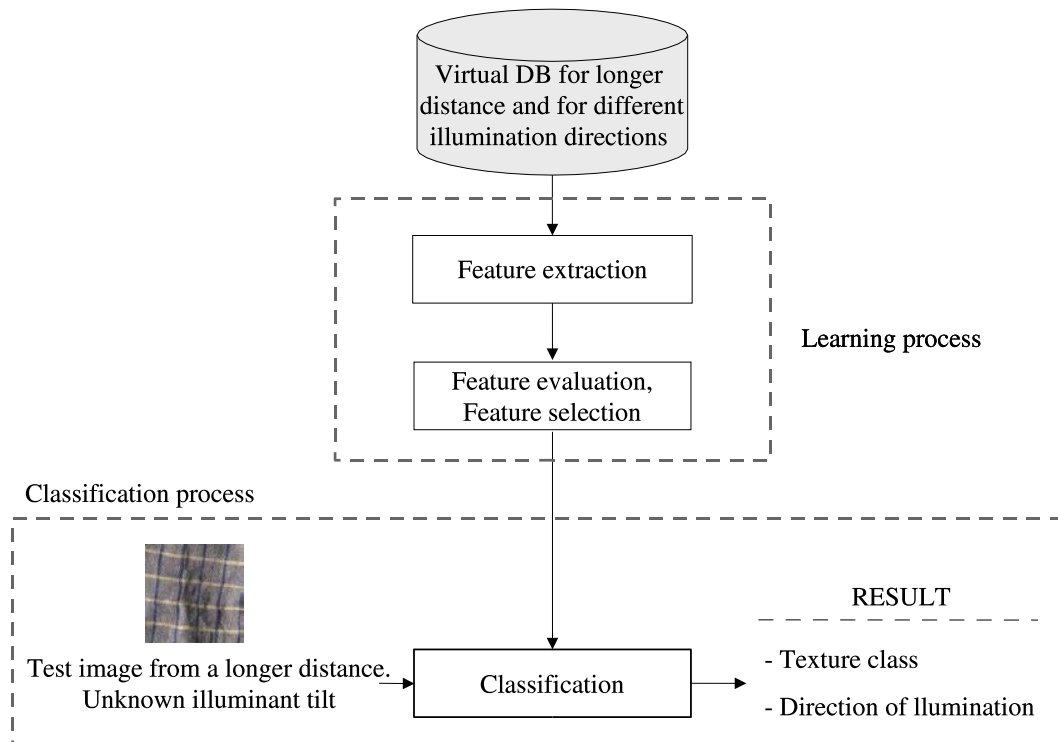 Virtual DB for longer
distance and for different
illumination directions
Feature extraction
Learning process
Feature evaluation,
Feature selection
Classification process
Test image from a longer distance.
Unknown illuminant tilt
Classification
RESULT
- Texture class
- Direction of llumination